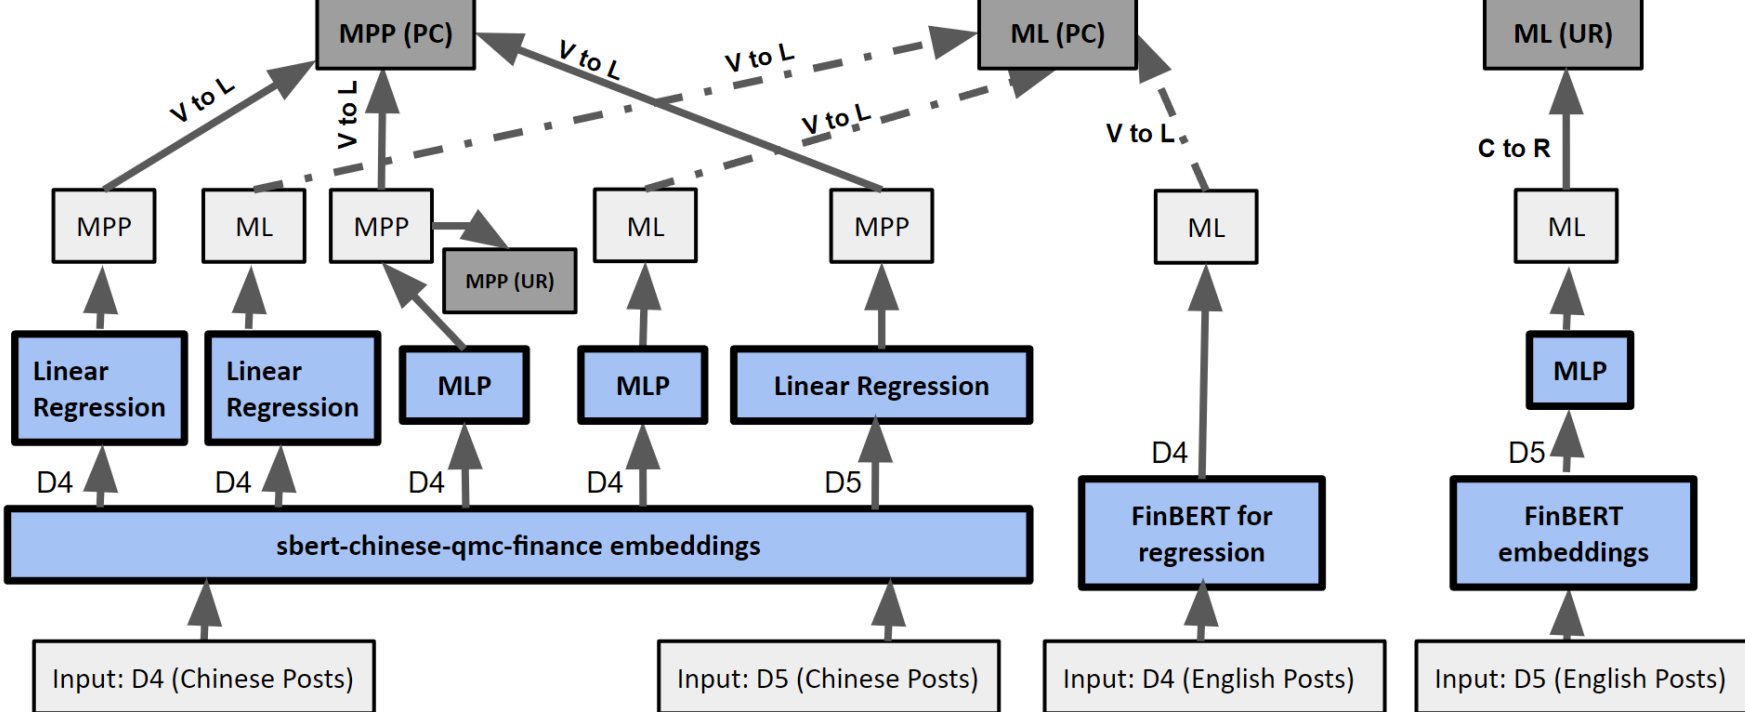 MPP (PC)
ML (PC)
ML (UR)
V to L
V to L
V to L
V to L
V to L
V to L
C to R
MPP
ML
MPP
ML
MPP
ML
ML
MPP (UR)
Linear
Regression
Linear
Regression
MLP
MLP
Linear Regression
MLP
D4
D4
D4
D4
D5
D4
D5
sbert-chinese-qmc-finance embeddings
FinBERT for
regression
FinBERT
embeddings
Input: D4 (Chinese Posts)
Input: D5 (Chinese Posts)
Input: D4 (English Posts)
Input: D5 (English Posts)